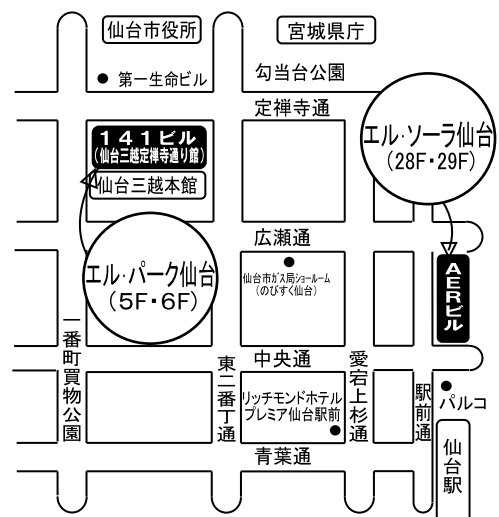 仙台市役所
宮城県庁
第一生命ビル
勾当台公園
定禅寺通
エル・ソーラ仙台
(28F・29F)
141ビル
(仙台三越定禅寺通り館)
仙台三越本館
広瀬通
エル・パーク仙台
(5F・6F)
仙台市ガス局ショールーム
(のびすく仙台)
AERビル
一番町買物公園
東二番丁通
中央通
愛宕上杉通
駅前通
パルコ
リッチモンドホテル
プレミア仙台駅前
仙台駅
青葉通